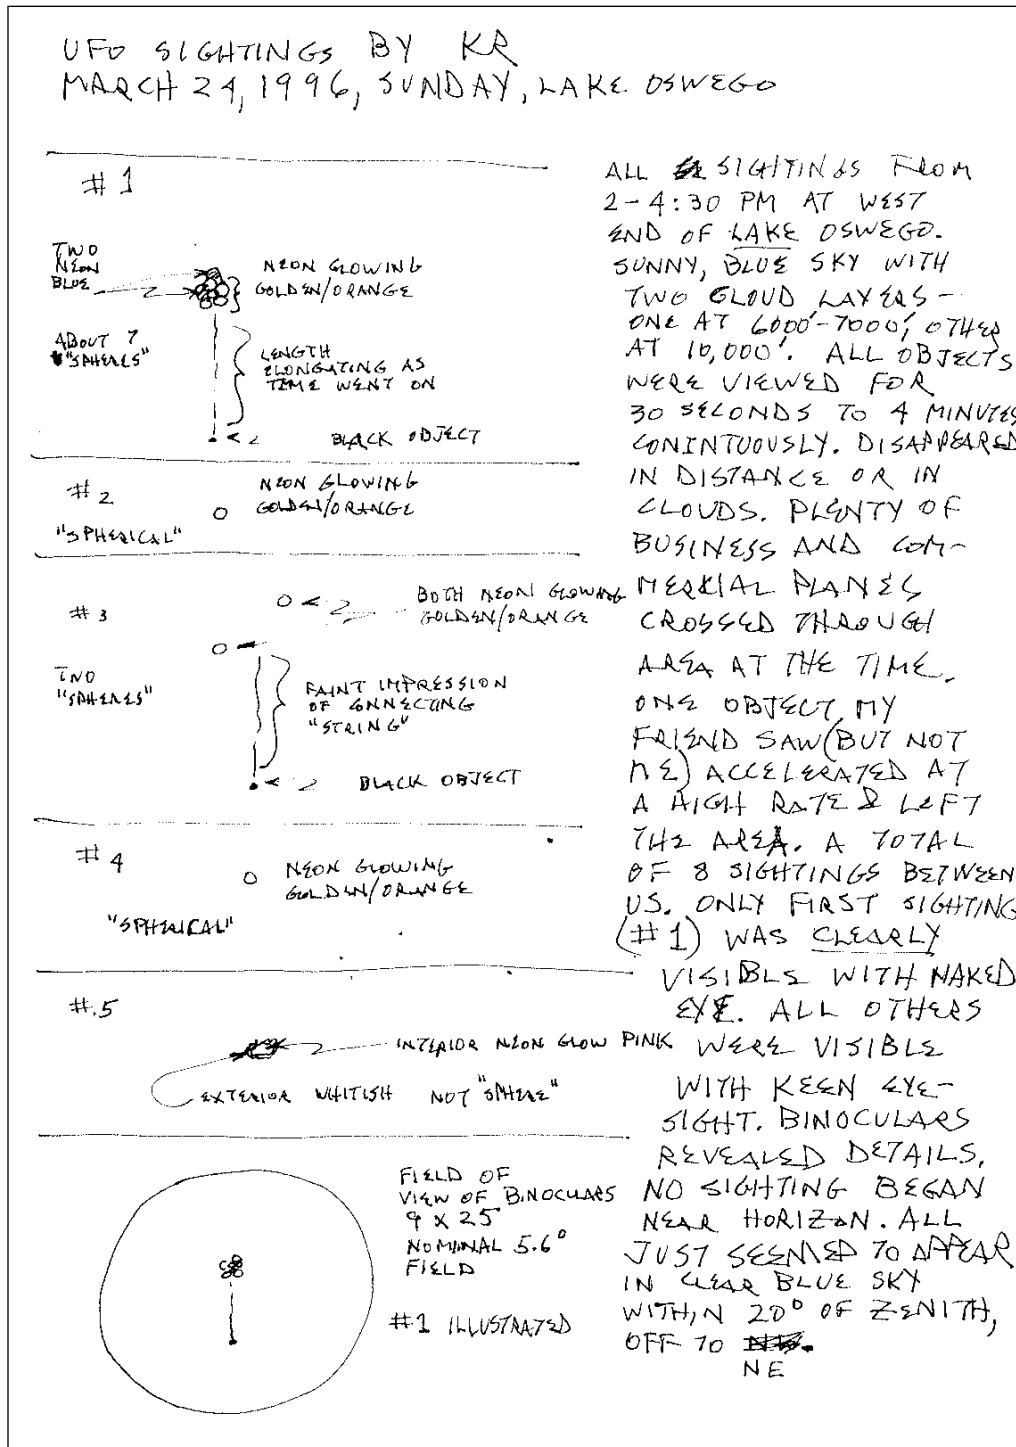 UFO SIGHTINGS BY KR
MARCH 24, 1996, SUNDAY, LAKE OSWEGO
#1
TWO
NEON
BLUE
NEON GLOWING
GOLDEN/ORANGE
ABOUT 7
"SPHERES"
LENGTH
ELONGATING AS
TIME WENT ON
BLACK OBJECT
#2
NEON GLOWING
GOLDEN/ORANGE
"SPHERICAL"
#3
BOTH NEON GLOWING
GOLDEN/ORANGE
TWO
"SPHERES"
FAINT IMPRESSION
OF CONNECTING
"STRING"
BLACK OBJECT
#4
NEON GLOWING
GOLDEN/ORANGE
"SPHERICAL"
#5
INTERIOR NEON GLOW PINK
EXTERIOR WHITISH NOT "SPHERE"
FIELD OF
VIEW OF BINOCULARS
9 X 25
NOMINAL 5.6°
FIELD
#1 ILLUSTRATED
ALL SIGHTINGS FROM
2-4:30 PM AT WEST
END OF LAKE OSWEGO.
SUNNY, BLUE SKY WITH
TWO CLOUD LAYERS -
ONE AT 6000'-7000', OTHER
AT 10,000'. ALL OBJECTS
WERE VIEWED FOR
30 SECONDS TO 4 MINUTES
CONINTUOUSLY. DISAPPEARED
IN DISTANCE OR IN
CLOUDS. PLENTY OF
BUSINESS AND COM-
MERCIAL PLANES
CROSSED THROUGH
AREA AT THE TIME.
ONE OBJECT MY
FRIEND SAW (BUT NOT
ME) ACCELERATED AT
A HIGH RATE & LEFT
THE AREA. A TOTAL
OF 8 SIGHTINGS BETWEEN
US. ONLY FIRST SIGHTING
(#1) WAS CLEARLY
VISIBLE WITH NAKED
EYE. ALL OTHERS
WERE VISIBLE
WITH KEEN EYE-
SIGHT. BINOCULARS
REVEALED DETAILS.
NO SIGHTING BEGAN
NEAR HORIZON. ALL
JUST SEEMED TO APPEAR
IN CLEAR BLUE SKY
WITHIN 20° OF ZENITH,
OFF TO
NE